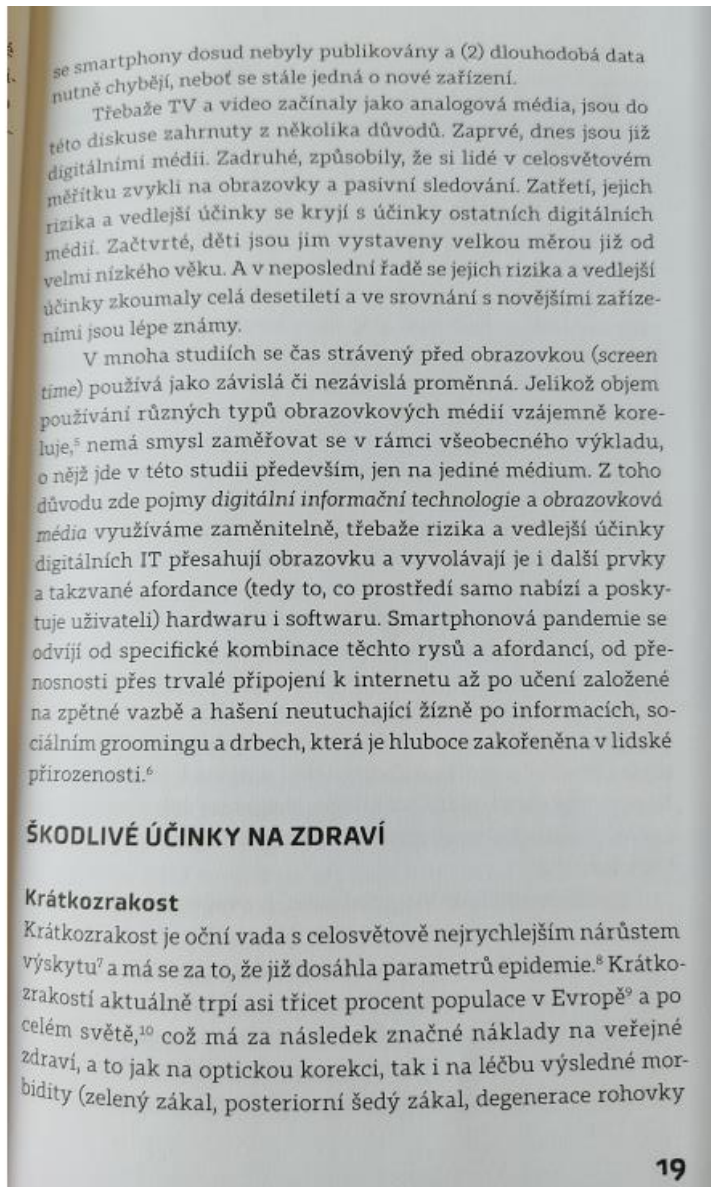 se smartphony dosud nebyly publikovány a (2) dlouhodobá data
nutně chybějí, neboť se stále jedná o nové zařízení.
Třebaže TV a video začínaly jako analogová média, jsou do
této diskuse zahrnuty z několika důvodů. Zaprvé, dnes jsou již
digitálními médii. Zadruhé, způsobily, že si lidé v celosvětovém
měřítku zvykli na obrazovky a pasivní sledování. Zatřetí, jejich
rizika a vedlejší účinky se kryjí s účinky ostatních digitálních
médií. Začtvrté, děti jsou jim vystaveny velkou měrou již od
velmi nízkého věku. A v neposlední řadě se jejich rizika a vedlejší
účinky zkoumaly celá desetiletí a ve srovnání s novějšími zaříze-
ními jsou lépe známy.
V mnoha studiích se čas strávený před obrazovkou (screen
time) používá jako závislá či nezávislá proměnná. Jelikož objem
používání různých typů obrazovkových médií vzájemně kore-
luje,⁵ nemá smysl zaměřovat se v rámci všeobecného výkladu,
o nějž jde v této studii především, jen na jediné médium. Z toho
důvodu zde pojmy digitální informační technologie a obrazovková
média využíváme zaměnitelně, třebaže rizika a vedlejší účinky
digitálních IT přesahují obrazovku a vyvolávají je i další prvky
a takzvané afordance (tedy to, co prostředí samo nabízí a posky-
tuje uživateli) hardwaru i softwaru. Smartphonová pandemie se
odvíjí od specifické kombinace těchto rysů a afordancí, od pře-
nosnosti přes trvalé připojení k internetu až po učení založené
na zpětné vazbě a hašení neutuchající žízně po informacích, so-
ciálním groomingu a drbech, která je hluboce zakořeněna v lidské
přirozenosti.⁶
ŠKODLIVÉ ÚČINKY NA ZDRAVÍ
Krátkozrakost
Krátkozrakost je oční vada s celosvětově nejrychlejším nárůstem
výskytu⁷ a má se za to, že již dosáhla parametrů epidemie.⁸ Krátko-
zrakostí aktuálně trpí asi třicet procent populace v Evropě⁹ a po
celém světě,¹⁰ což má za následek značné náklady na veřejné
zdraví, a to jak na optickou korekci, tak i na léčbu výsledné mor-
bidity (zelený zákal, posteriorní šedý zákal, degenerace rohovky
19